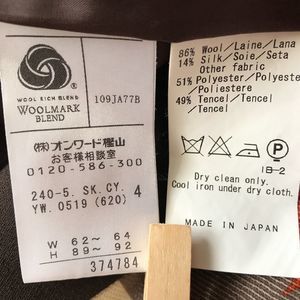 WOOL RICH BLEND
WOOLMARK
BLEND
109JA77B
(株)オンワード樫山
お客様相談室
0120-586-300
240-5. SK. CY. 4
YW. 0519 (620)
W 62 ~ 64
H 89 ~ 92
374784
86% Wool/Laine/Lana
14% Silk/Soie/Seta
Other fabric
51% Polyester/Polyester
/Poliestere
49% Tencel/Tencel
/Tencel
P
Dry clean only.
Cool iron under dry cloth.
MADE IN JAPAN